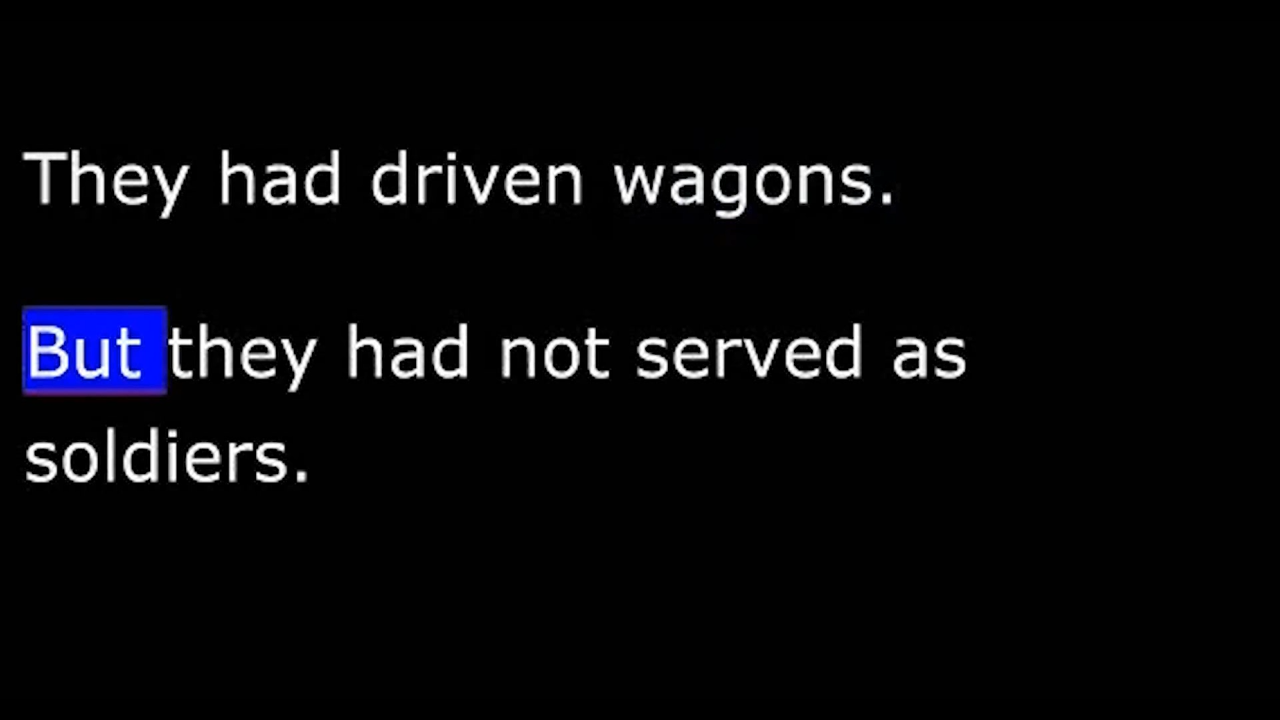 They had driven wagons.
But they had not served as
soldiers.